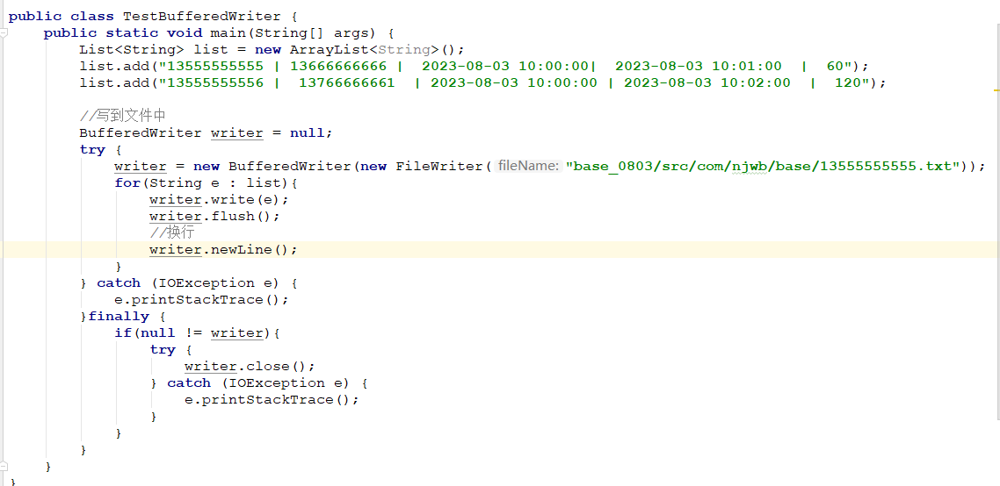 public class TestBufferedWriter {
    public static void main(String[] args) {
        List<String> list = new ArrayList<String>();
        list.add("13555555555 | 13666666666 |  2023-08-03 10:00:00|  2023-08-03 10:01:00  |  60");
        list.add("13555555556 |  13766666661  | 2023-08-03 10:00:00 | 2023-08-03 10:02:00  |  120");

        //写到文件中
        BufferedWriter writer = null;
        try {
            writer = new BufferedWriter(new FileWriter( fileName: "base_0803/src/com/njwb/base/13555555555.txt"));
            for(String e : list){
                writer.write(e);
                writer.flush();
                //换行
                writer.newLine();
            }
        } catch (IOException e) {
            e.printStackTrace();
        }finally {
            if(null != writer){
                try {
                    writer.close();
                } catch (IOException e) {
                    e.printStackTrace();
                }
            }
        }
    }
}